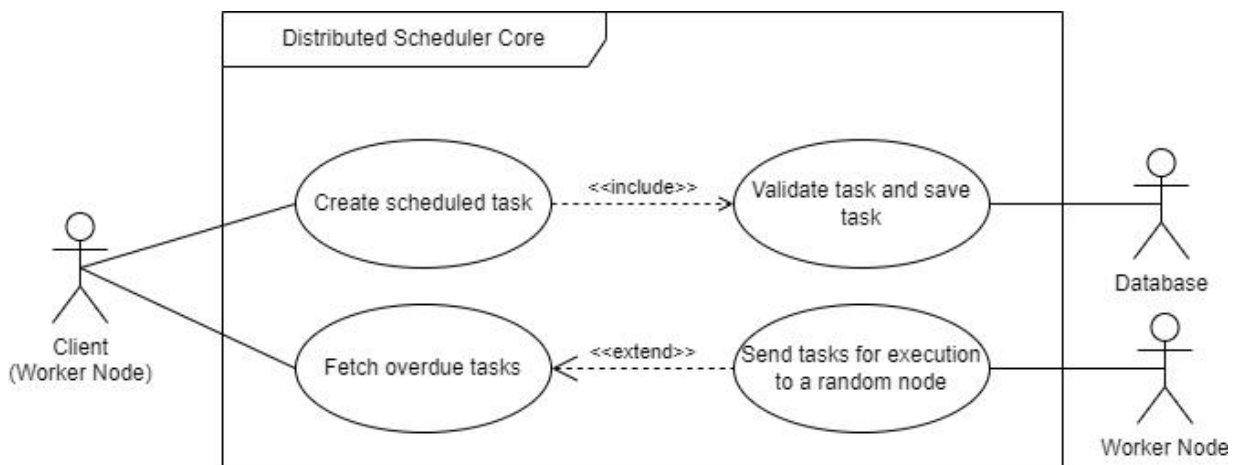 Distributed Scheduler Core
Create scheduled task
<<include>>
Validate task and save
task
Client
(Worker Node)
Database
Fetch overdue tasks
<<extend>>
Send tasks for execution
to a random node
Worker Node